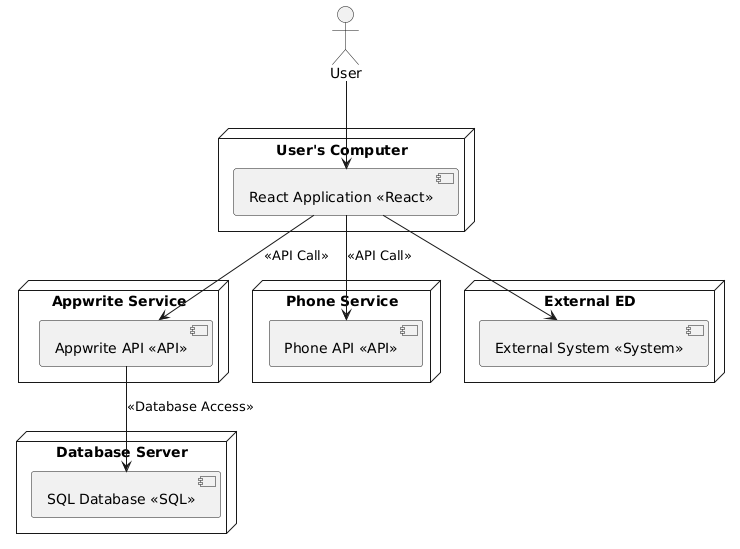 User
User's Computer
React Application «React»
«API Call»
«API Call»
Appwrite Service
Phone Service
External ED
Appwrite API «API»
Phone API «API»
External System «System»
«Database Access»
Database Server
SQL Database «SQL»